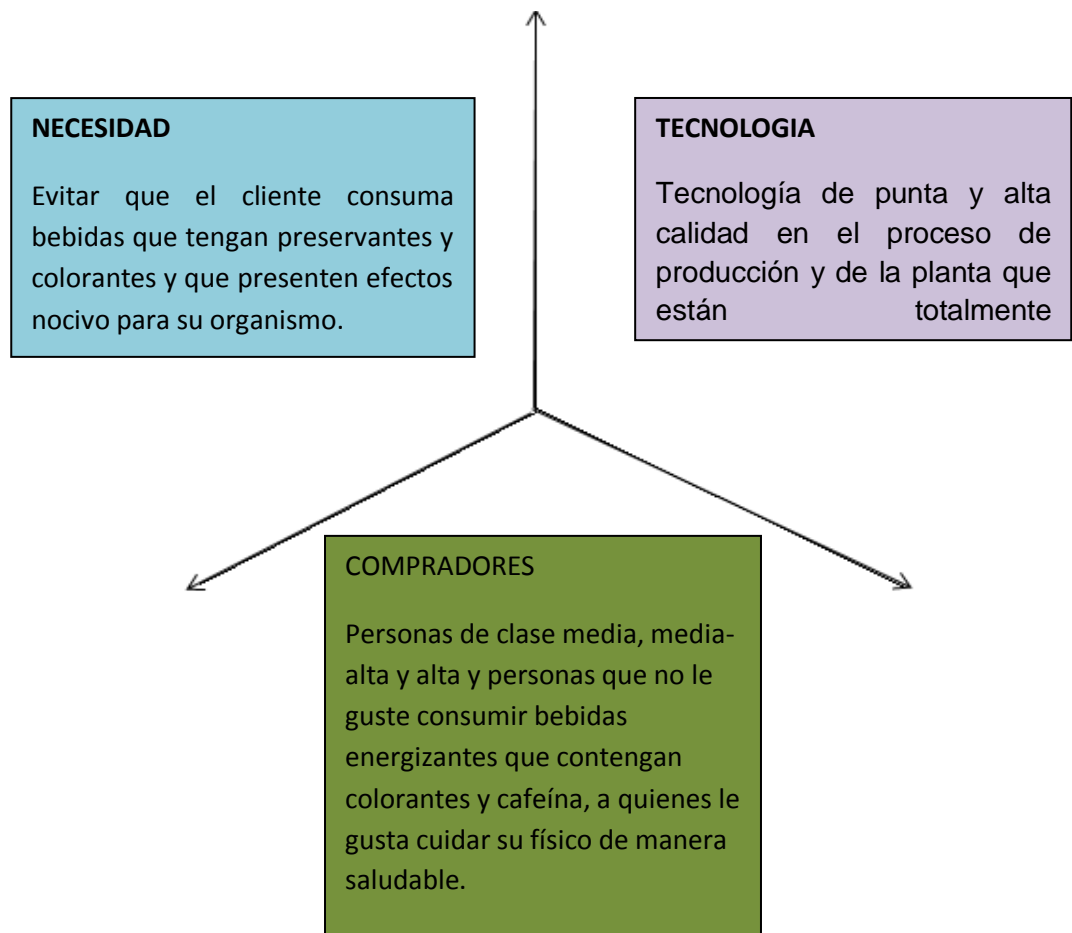 NECESIDAD
Evitar que el cliente consuma
bebidas que tengan preservantes y
colorantes y que presenten efectos
nocivo para su organismo.
TECNOLOGIA
Tecnología de punta y alta
calidad en el proceso de
producción y de la planta que
están totalmente
COMPRADORES
Personas de clase media, media-
alta y alta y personas que no le
guste consumir bebidas
energizantes que contengan
colorantes y cafeína, a quienes le
gusta cuidar su físico de manera
saludable.